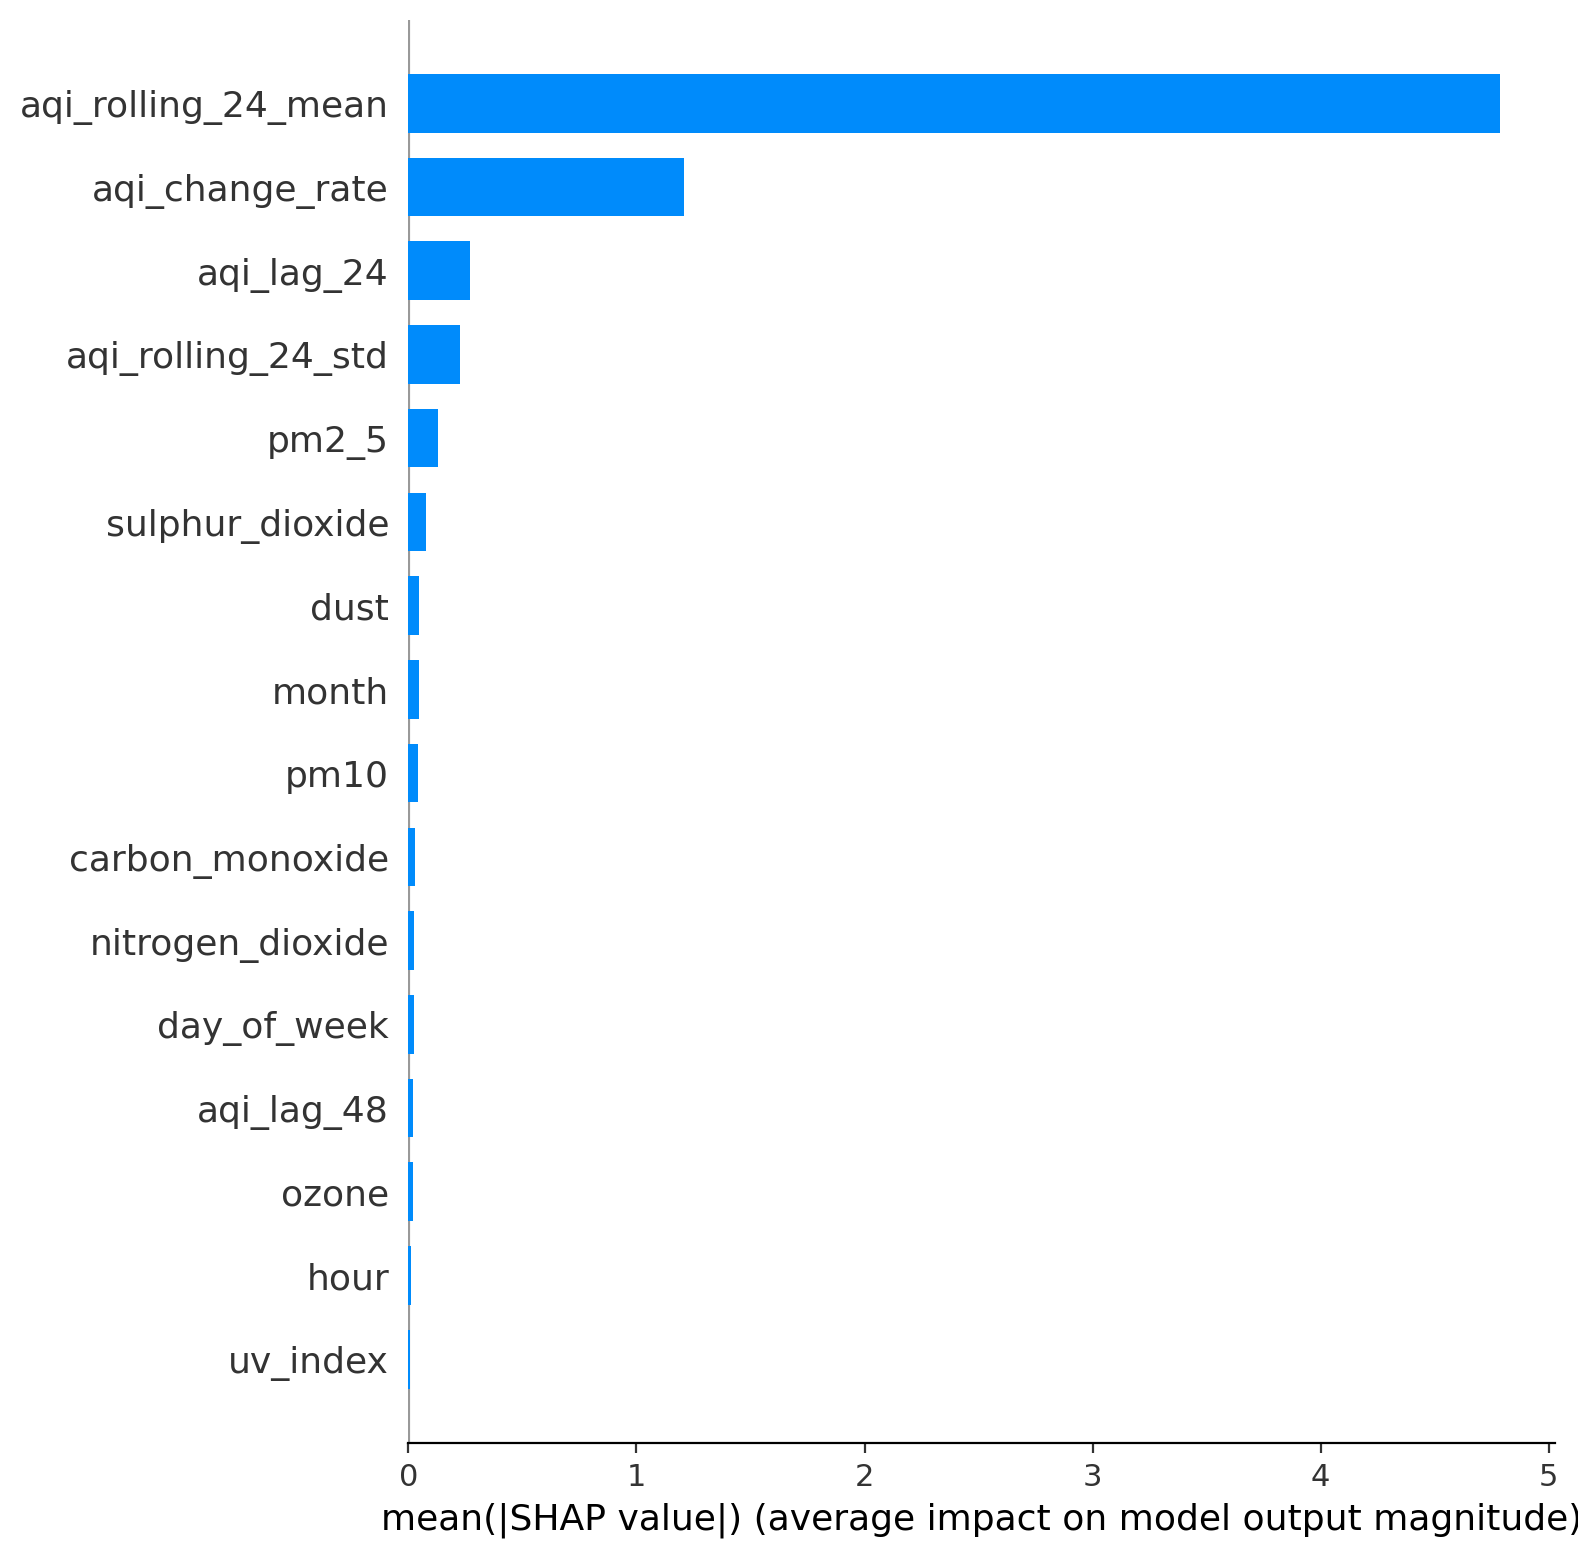 aqi_rolling_24_mean
aqi_change_rate
aqi_lag_24
aqi_rolling_24_std
pm2_5
sulphur_dioxide
dust
month
pm10
carbon_monoxide
nitrogen_dioxide
day_of_week
aqi_lag_48
ozone
hour
uv_index
0 1 2 3 4 5
mean(|SHAP value|) (average impact on model output magnitude)